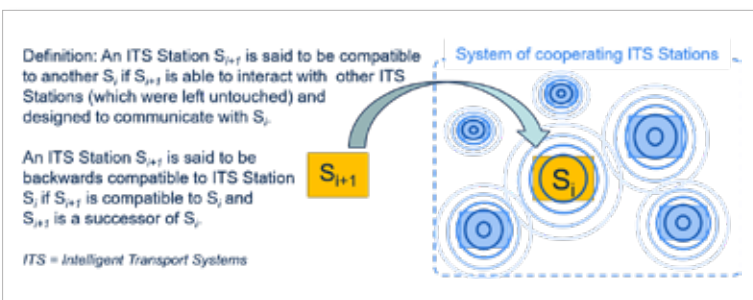 Definition: An ITS Station Si+1 is said to be compatible
to another Si if Si+1 is able to interact with other ITS
Stations (which were left untouched) and
designed to communicate with Si.
An ITS Station Si+1 is said to be
backwards compatible to ITS Station
Si if Si+1 is compatible to Si and
Si+1 is a successor of Si.
ITS = Intelligent Transport Systems
Si+1
System of cooperating ITS Stations
Si